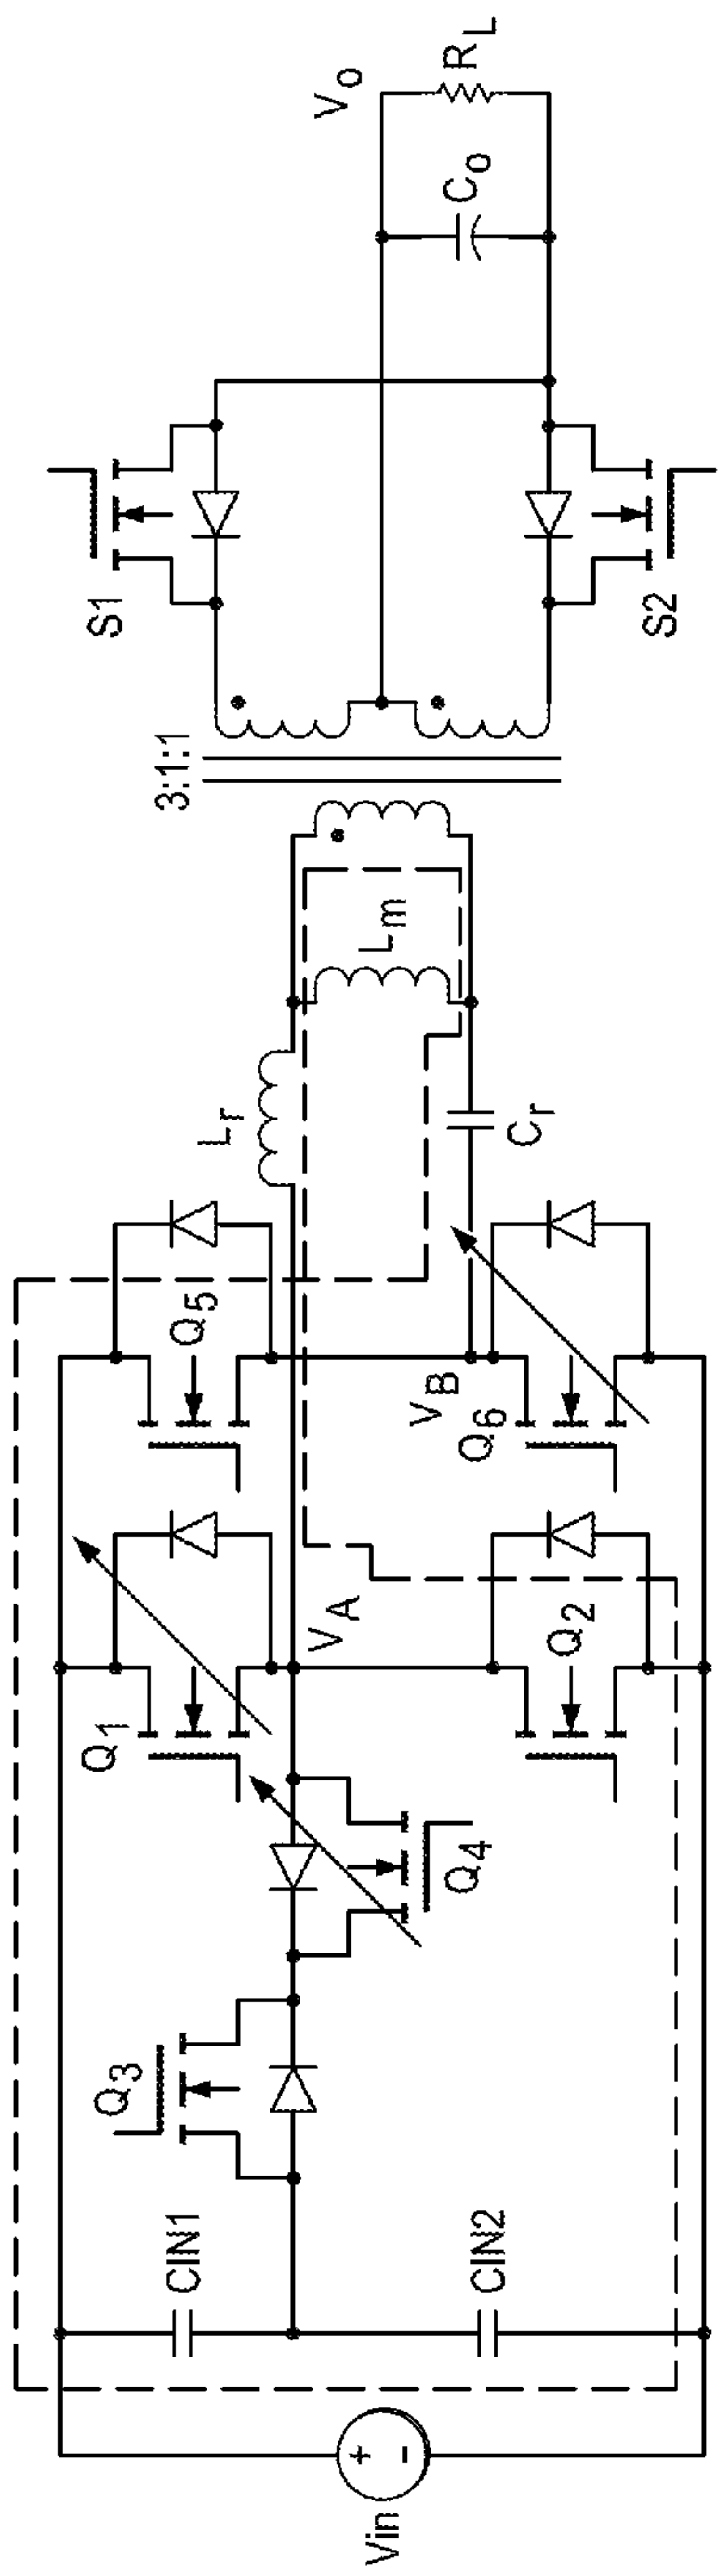 Vin
+
-
CIN1
CIN2
Q3
Q4
Q1
VA
Q2
Q5
VB
Q6
Lr
Cr
Lm
3:1:1
S1
S2
Vo
Co
RL